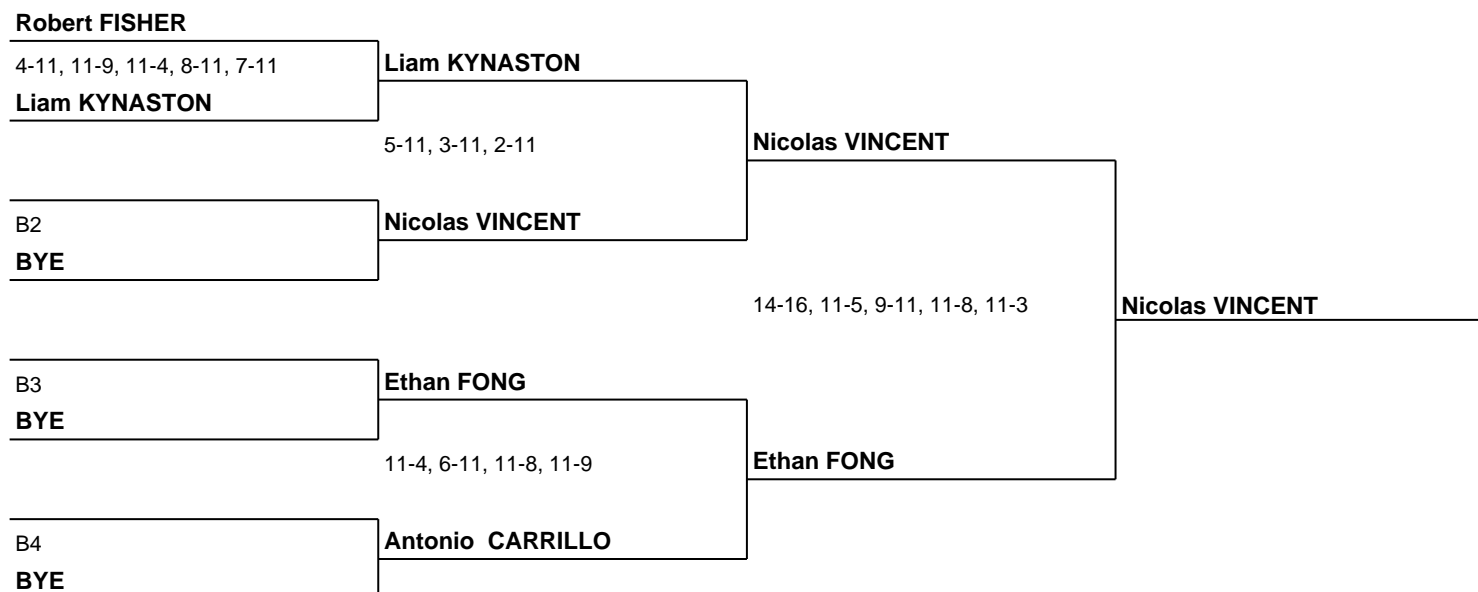 Robert FISHER
4-11, 11-9, 11-4, 8-11, 7-11
Liam KYNASTON
Liam KYNASTON
5-11, 3-11, 2-11
Nicolas VINCENT
B2
BYE
Nicolas VINCENT
14-16, 11-5, 9-11, 11-8, 11-3
Nicolas VINCENT
B3
BYE
Ethan FONG
11-4, 6-11, 11-8, 11-9
Ethan FONG
B4
BYE
Antonio CARRILLO